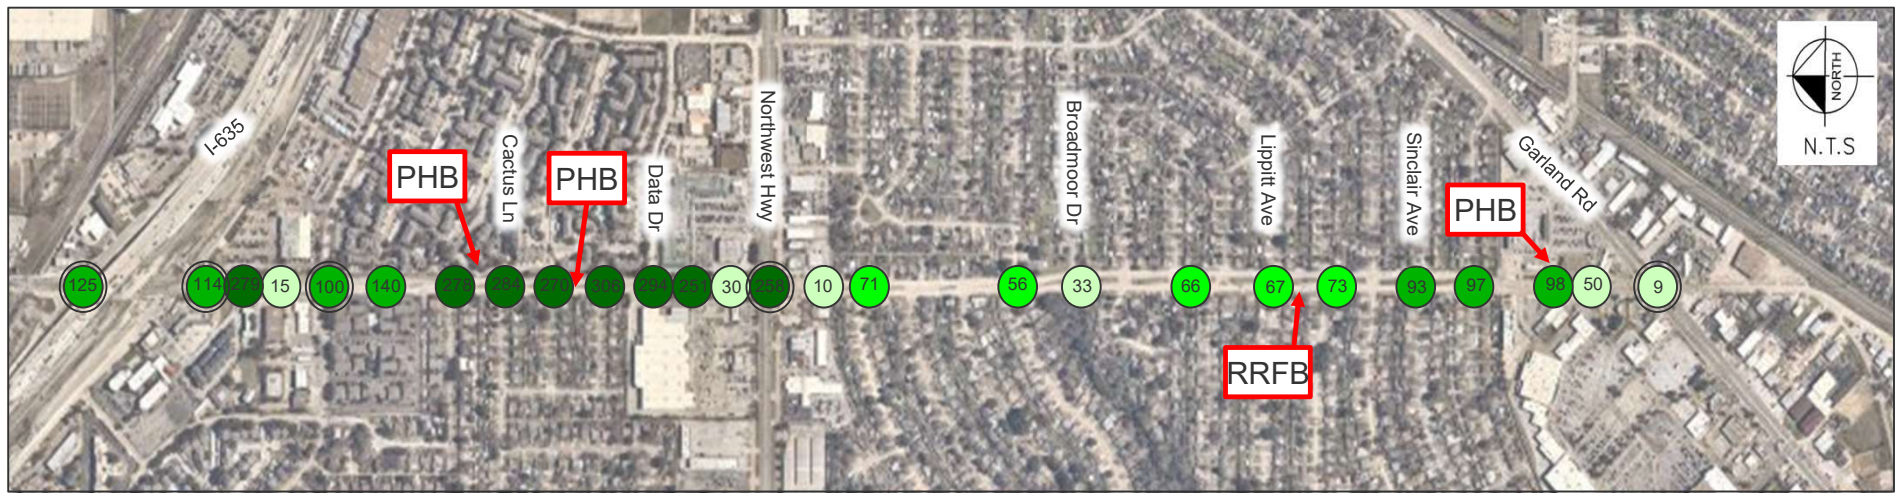 I-635
PHB
Cactus Ln
PHB
Data Dr
Northwest Hwy
Broadmoor Dr
Lippitt Ave
Sinclair Ave
PHB
Garland Rd
NORTH
N.T.S
125
114
279
15
100
140
278
284
270
306
294
251
30
258
10
71
56
33
66
67
73
93
97
98
50
9
RRFB